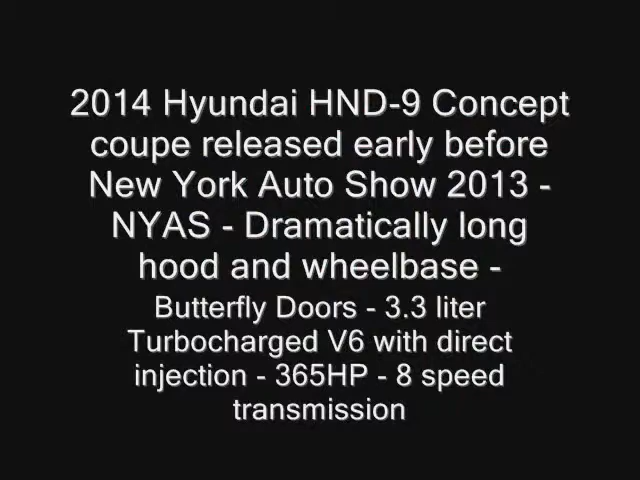 2014 Hyundai HND-9 Concept
coupe released early before
New York Auto Show 2013 -
NYAS - Dramatically long
hood and wheelbase -
Butterfly Doors - 3.3 liter
Turbocharged V6 with direct
injection - 365HP - 8 speed
transmission